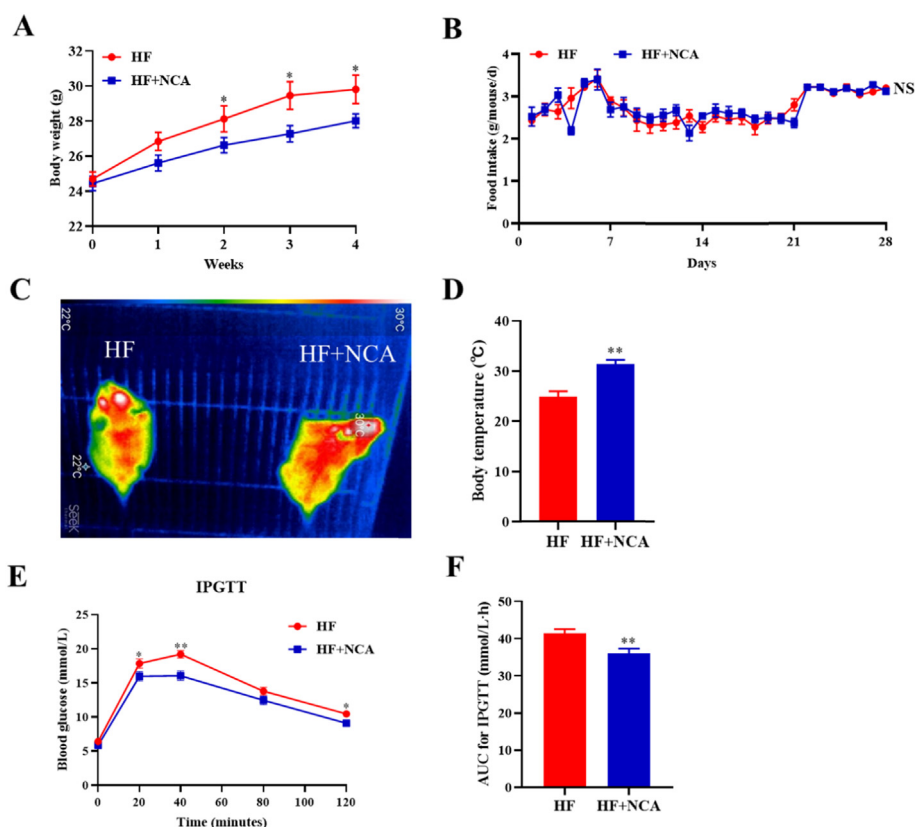 A
HF
HF+NCA
Body weight (g)
32
30
28
26
24
22
*
*
*
0
1
2
3
4
Weeks
B
HF
HF+NCA
Food intake (g/mouse/d)
4
3
2
1
0
NS
0
7
14
21
28
Days
C
22°C
30°C
HF
HF+NCA
30°C
22°C
seek
D
Body temperature (℃)
40
30
20
10
0
**
HF
HF+NCA
E
IPGTT
HF
HF+NCA
Blood glucose (mmol/L)
25
20
15
10
5
0
*
**
*
0
20
40
60
80
100
120
Time (minutes)
F
AUC for IPGTT (mmol/L·h)
50
40
30
20
10
0
**
HF
HF+NCA